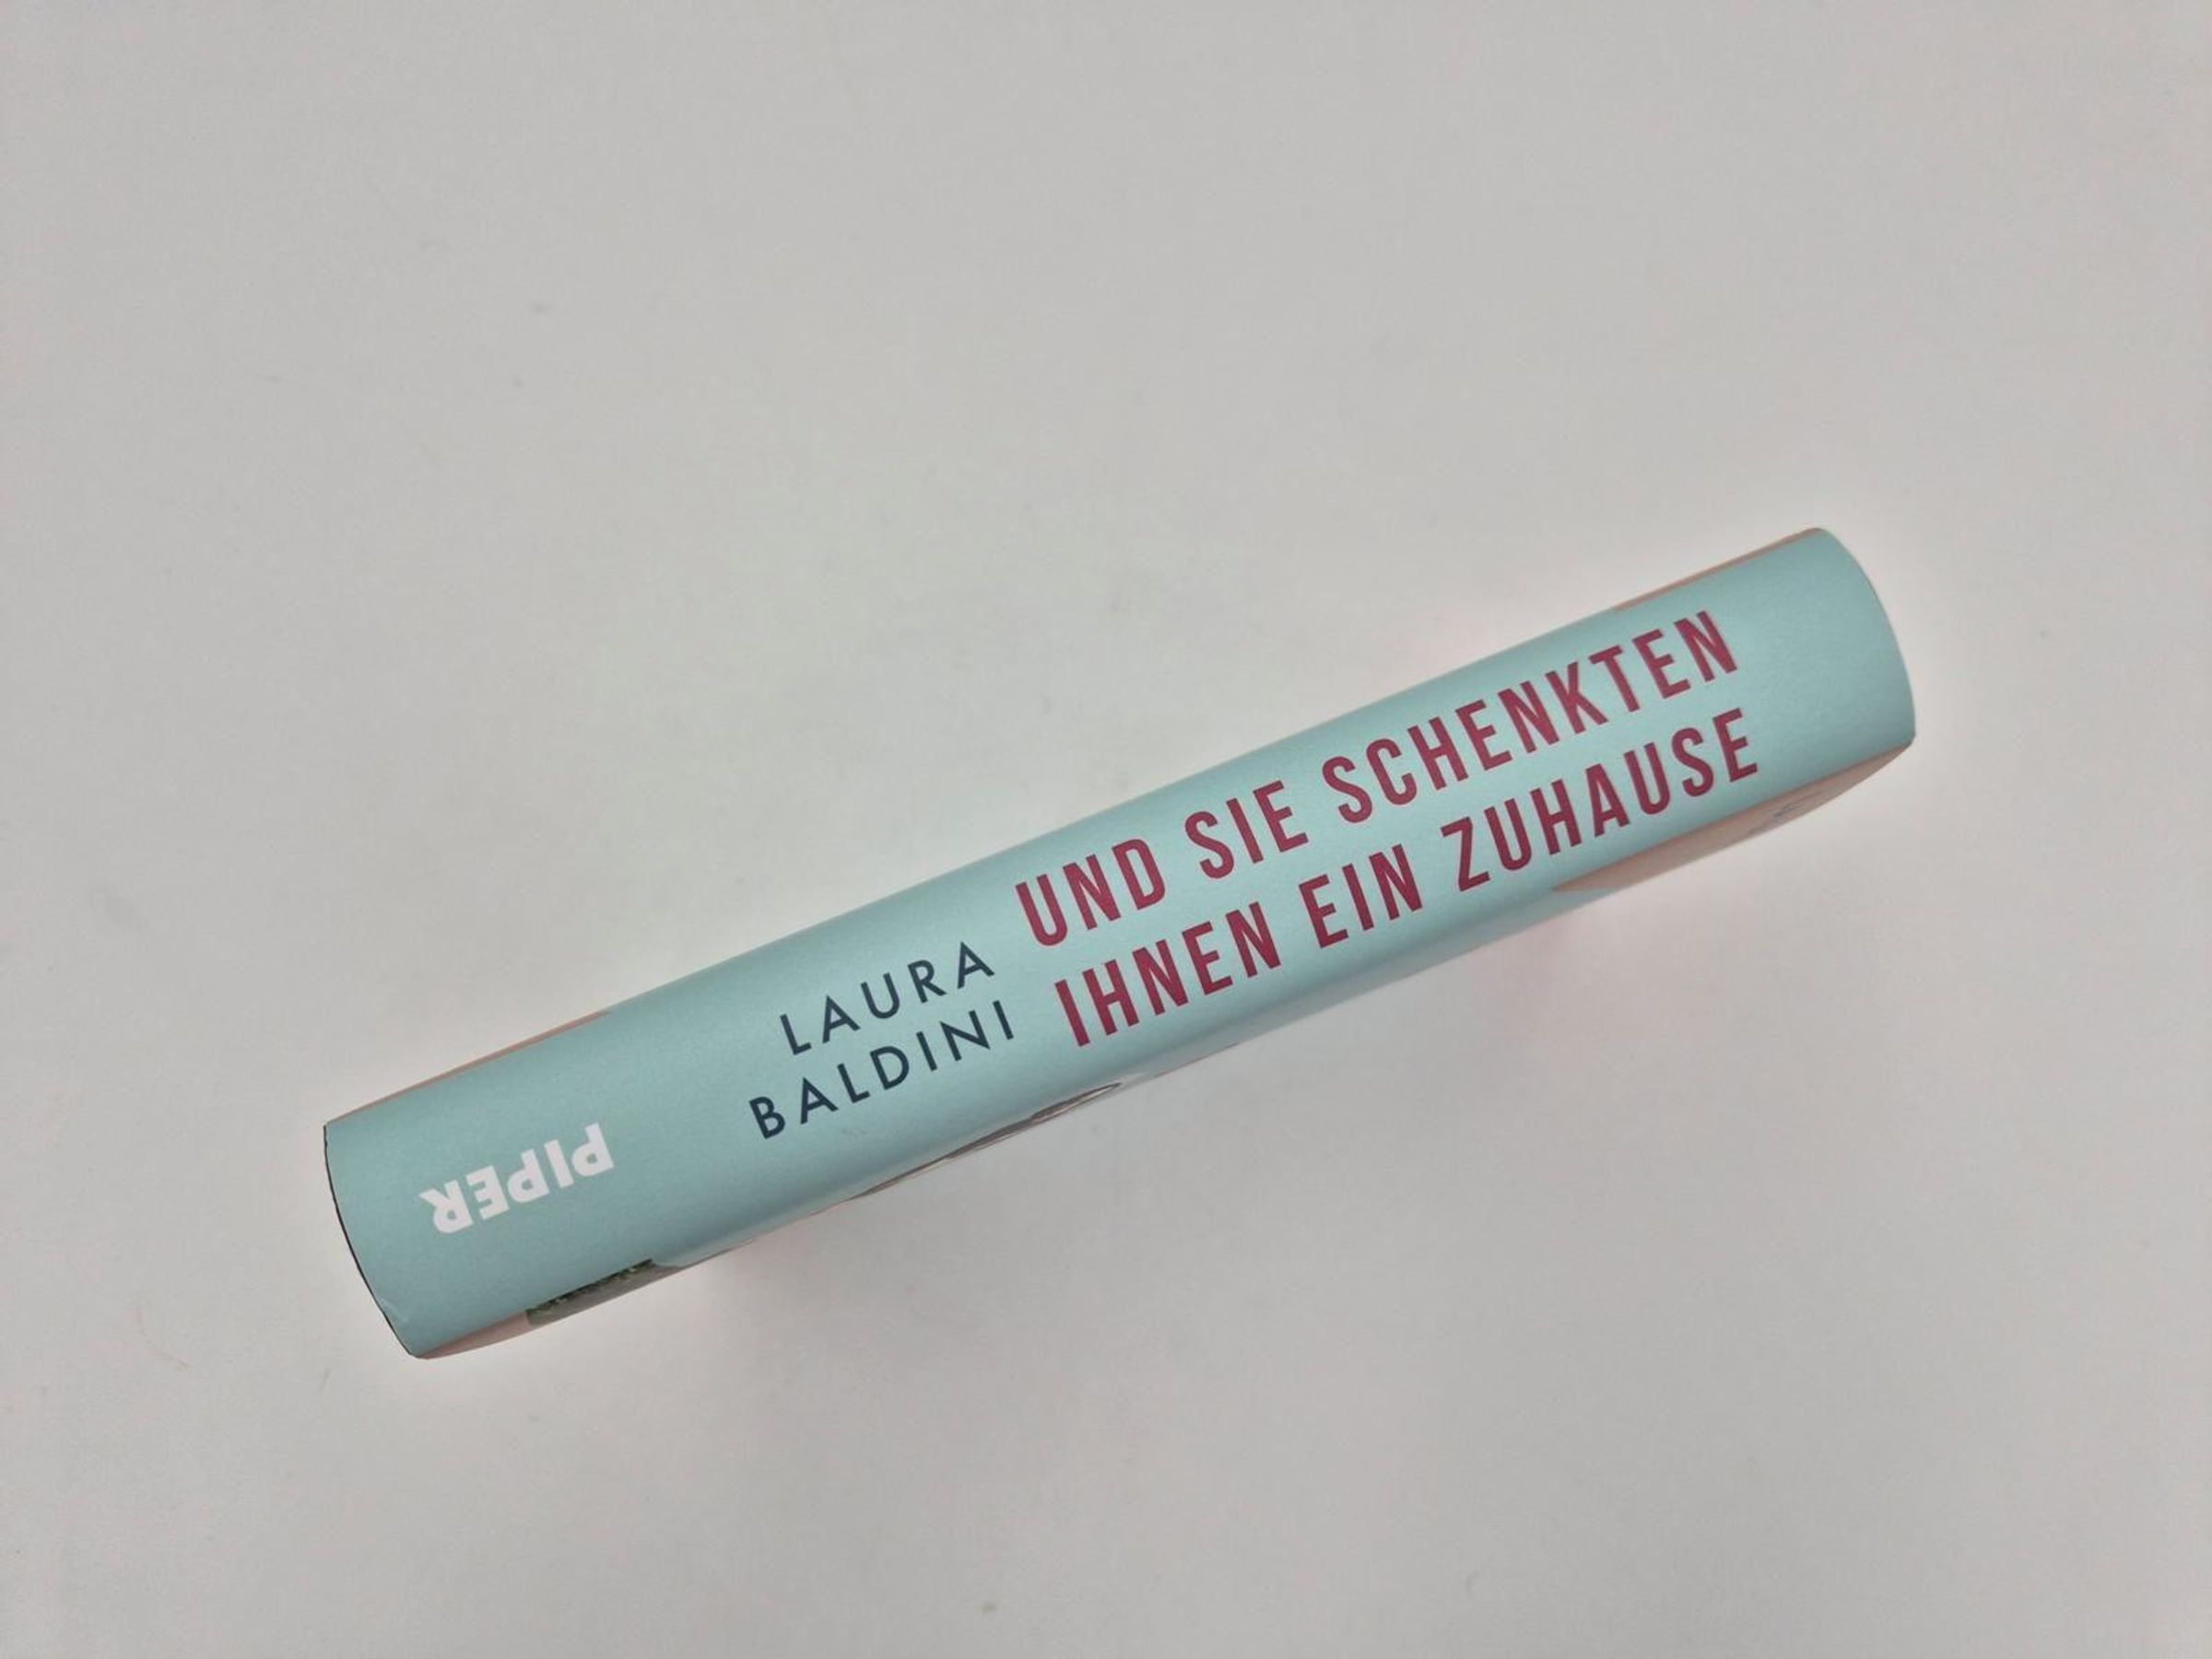 LAURA
BALDINI
UND SIE SCHENKTEN
IHNEN EIN ZUHAUSE
PIPER